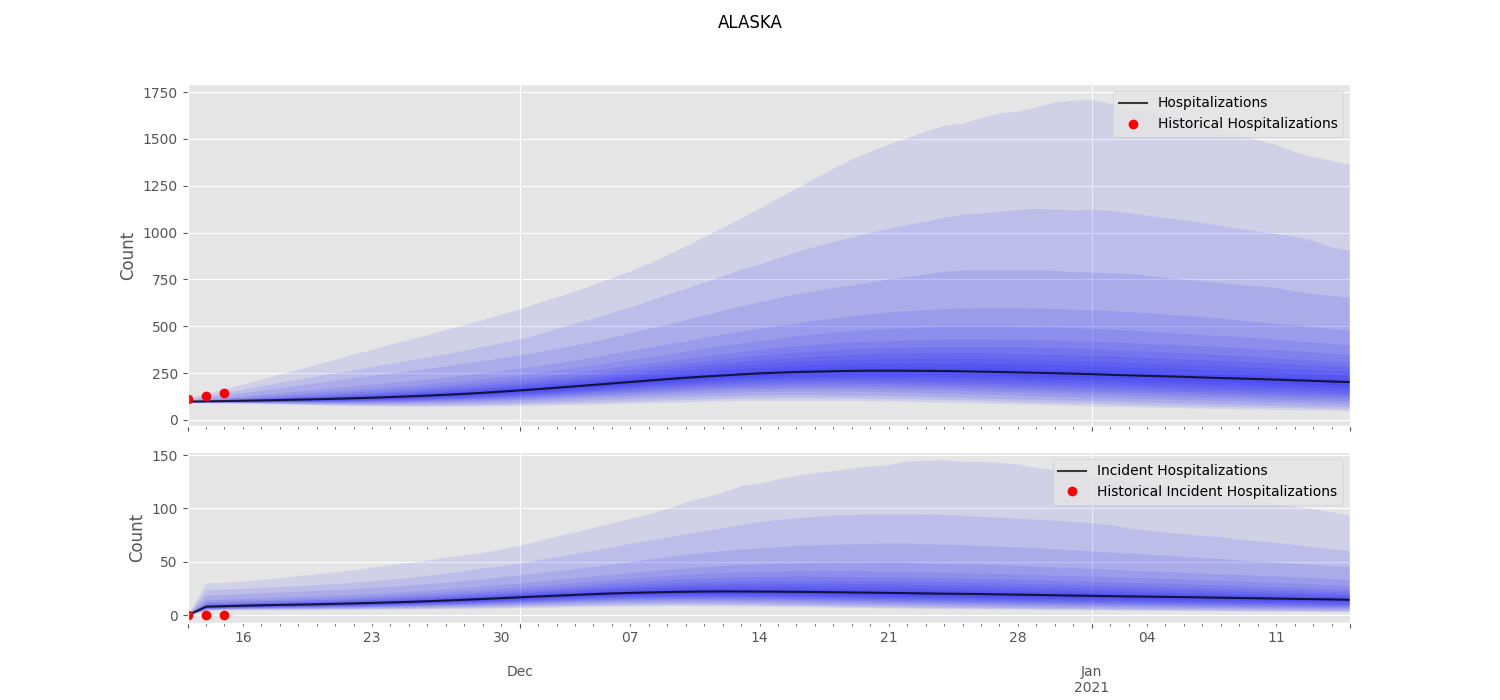 ALASKA
1750
1500
1250
1000
750
500
250
0
Count
Hospitalizations
Historical Hospitalizations
150
100
50
0
Count
Incident Hospitalizations
Historical Incident Hospitalizations
16 23 30 07 14 21 28 04 11
Dec Jan
2021